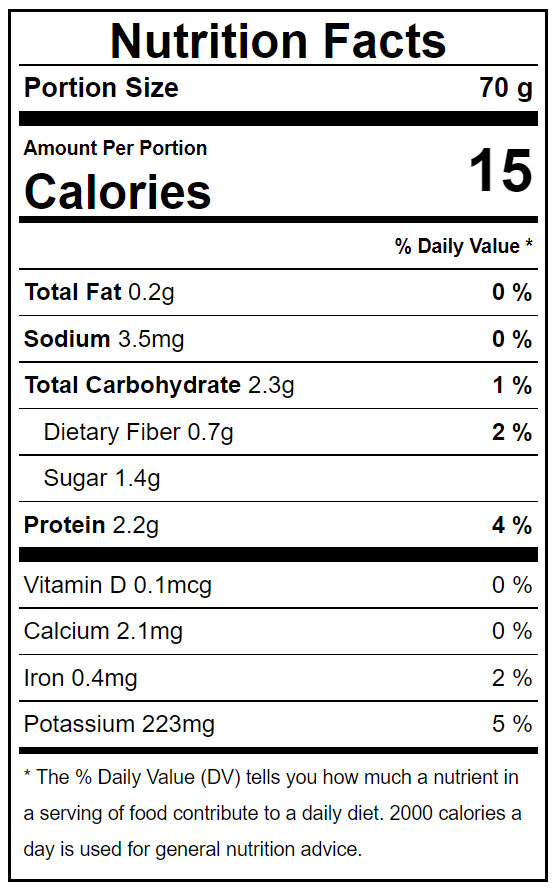 Nutrition Facts
Portion Size 70 g
Amount Per Portion
Calories 15
% Daily Value *
Total Fat 0.2g 0 %
Sodium 3.5mg 0 %
Total Carbohydrate 2.3g 1 %
Dietary Fiber 0.7g 2 %
Sugar 1.4g
Protein 2.2g 4 %
Vitamin D 0.1mcg 0 %
Calcium 2.1mg 0 %
Iron 0.4mg 2 %
Potassium 223mg 5 %
* The % Daily Value (DV) tells you how much a nutrient in
a serving of food contribute to a daily diet. 2000 calories a
day is used for general nutrition advice.